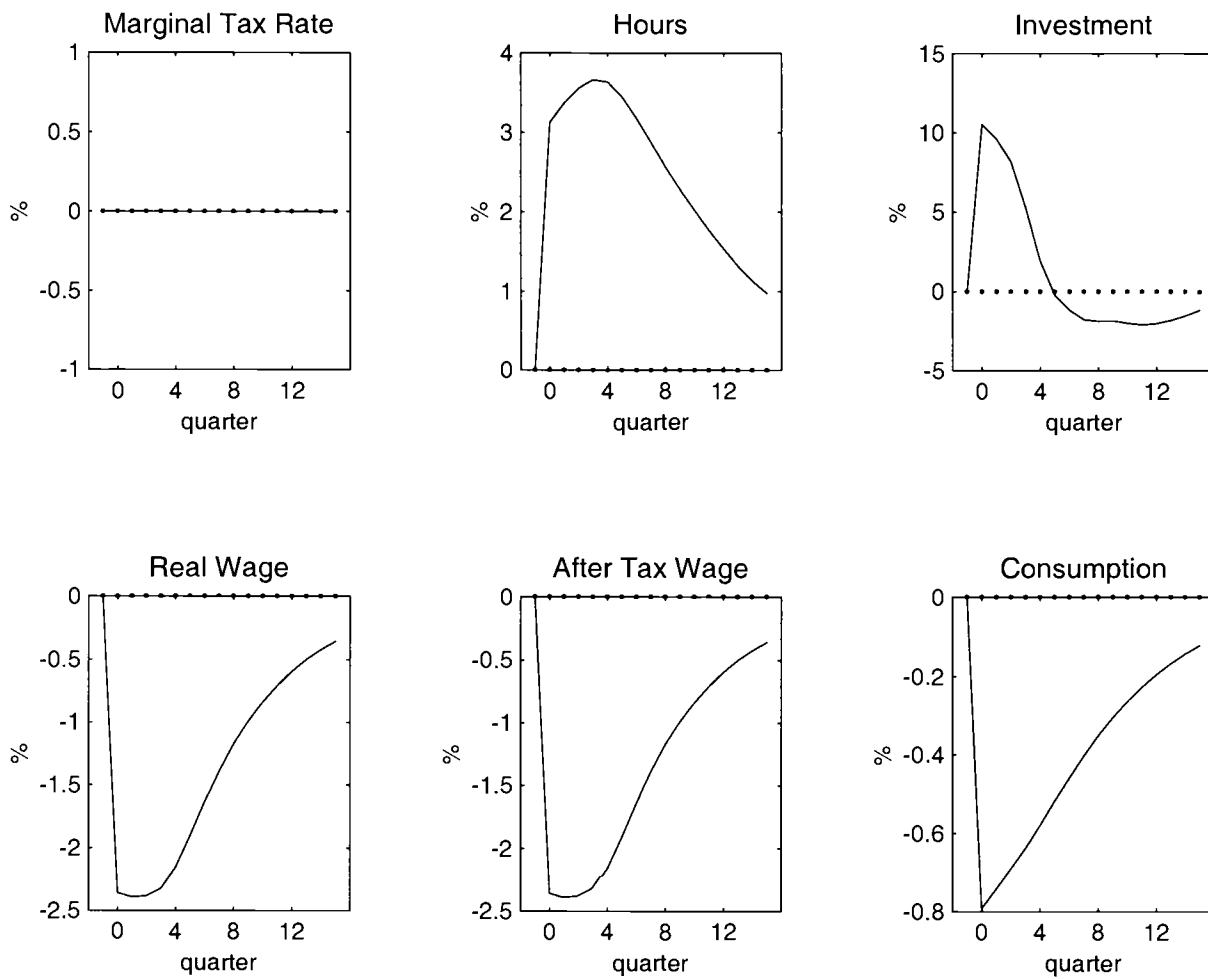 Marginal Tax Rate
1
0.5
0
-0.5
-1
%
0 4 8 12
quarter
Hours
4
3
2
1
0
%
0 4 8 12
quarter
Investment
15
10
5
0
-5
%
0 4 8 12
quarter
Real Wage
0
-0.5
-1
-1.5
-2
-2.5
%
0 4 8 12
quarter
After Tax Wage
0
-0.5
-1
-1.5
-2
-2.5
%
0 4 8 12
quarter
Consumption
0
-0.2
-0.4
-0.6
-0.8
%
0 4 8 12
quarter